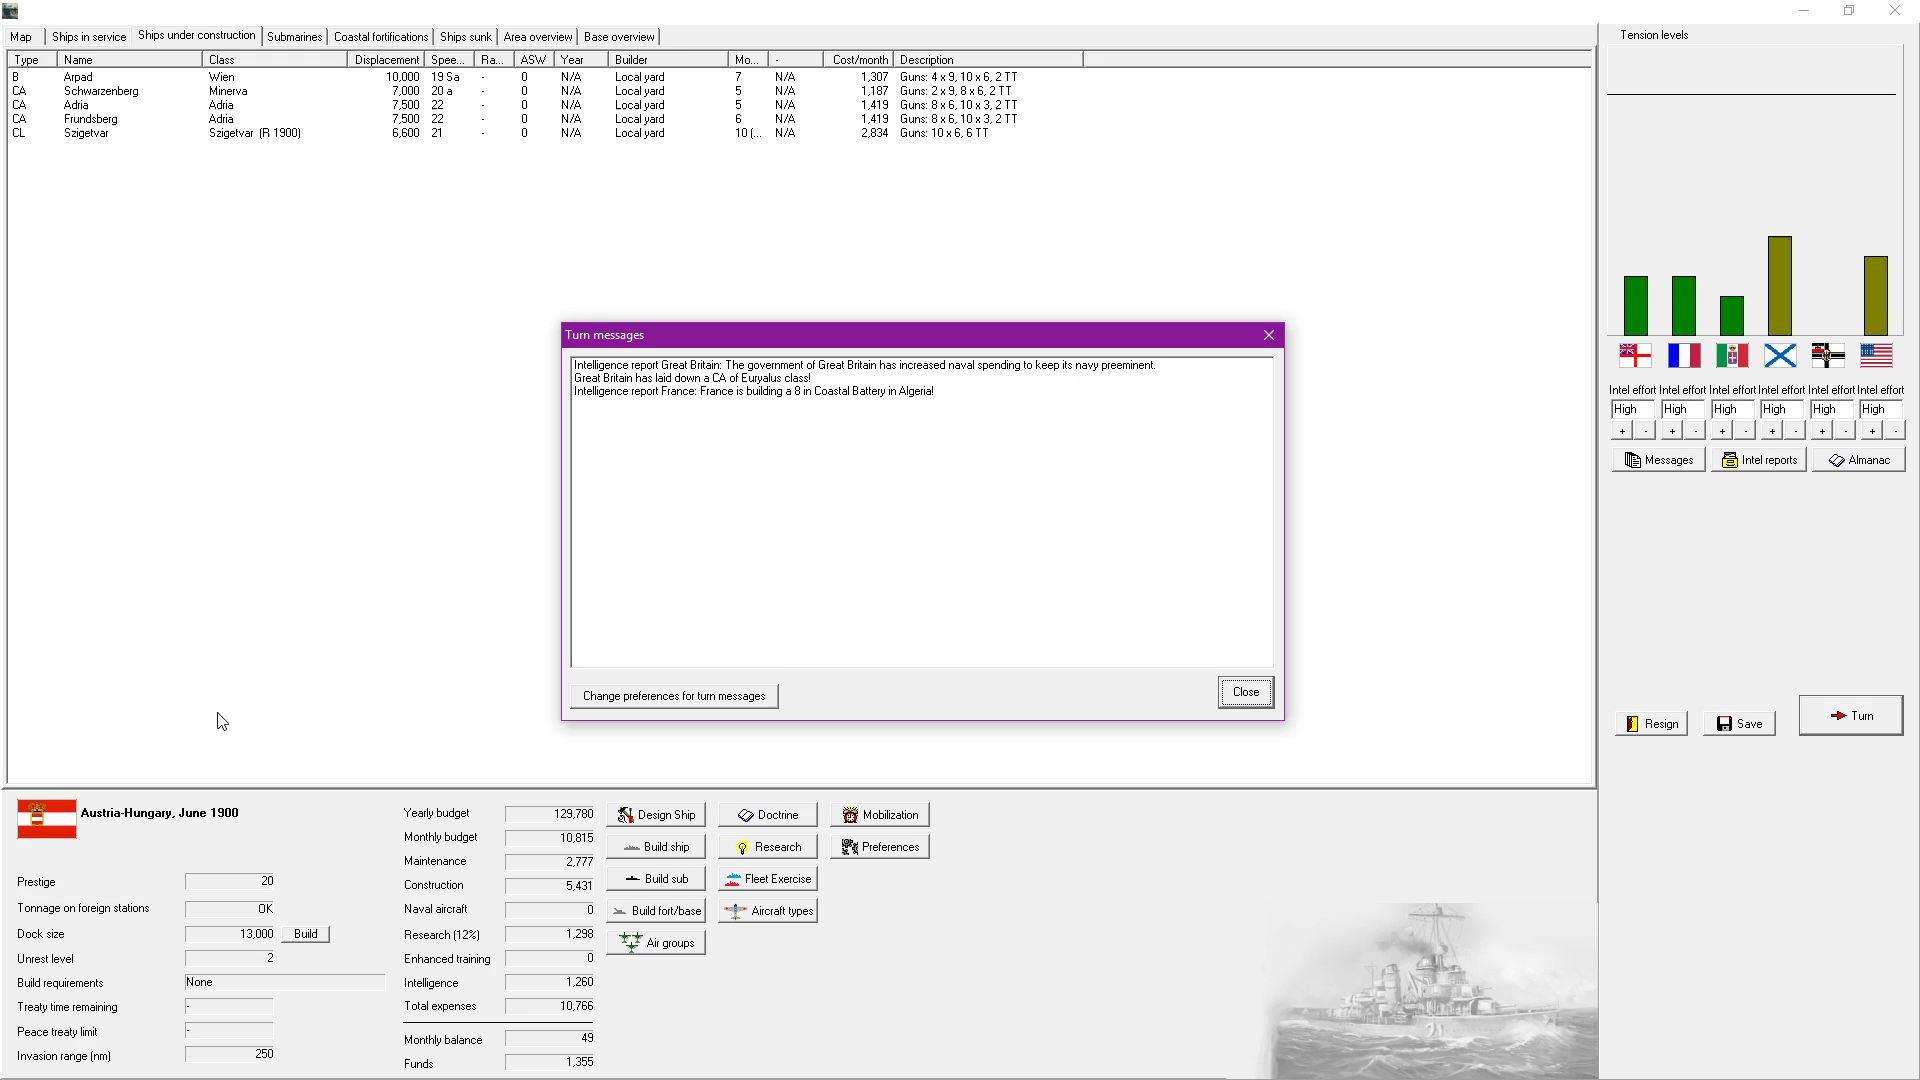 Map Ships in service Ships under construction Submarines Coastal fortifications Ships sunk Area overview Base overview
Type Name Class Displacement Spee... Ra... ASW Year Builder Mo... - Cost/month Description
B Arpad Wien 10,000 19 Sa - 0 N/A Local yard 7 N/A 1,307 Guns: 4 x 9, 10 x 6, 2 TT
CA Schwarzenberg Minerva 7,000 20 a - 0 N/A Local yard 5 N/A 1,187 Guns: 2 x 9, 8 x 6, 2 TT
CA Adria Adria 7,500 22 - 0 N/A Local yard 5 N/A 1,419 Guns: 8 x 6, 10 x 3, 2 TT
CA Frundsberg Adria 7,500 22 - 0 N/A Local yard 6 N/A 1,419 Guns: 8 x 6, 10 x 3, 2 TT
CL Szigetvar Szigetvar (R 1900) 6,600 21 - 0 N/A Local yard 10 (... N/A 2,834 Guns: 10 x 6, 6 TT
Turn messages
Intelligence report Great Britain: The government of Great Britain has increased naval spending to keep its navy preeminent.
Great Britain has laid down a CA of Euryalus class!
Intelligence report France: France is building a 8 in Coastal Battery in Algeria!
Change preferences for turn messages
Close
Tension levels
Intel effort Intel effort Intel effort Intel effort Intel effort Intel effort
High High High High High High
+ - + - + - + - + - + -
Messages Intel reports Almanac
Resign Save Turn
Austria-Hungary, June 1900
Prestige 20
Tonnage on foreign stations OK
Dock size 13,000 Build
Unrest level 2
Build requirements None
Treaty time remaining -
Peace treaty limit -
Invasion range (nm) 250
Yearly budget 129,780
Monthly budget 10,815
Maintenance 2,777
Construction 5,431
Naval aircraft 0
Research (12%) 1,298
Enhanced training 0
Intelligence 1,260
Total expenses 10,766
Monthly balance 49
Funds 1,355
Design Ship Doctrine Mobilization
Build ship Research Preferences
Build sub Fleet Exercise
Build fort/base Aircraft types
Air groups
21